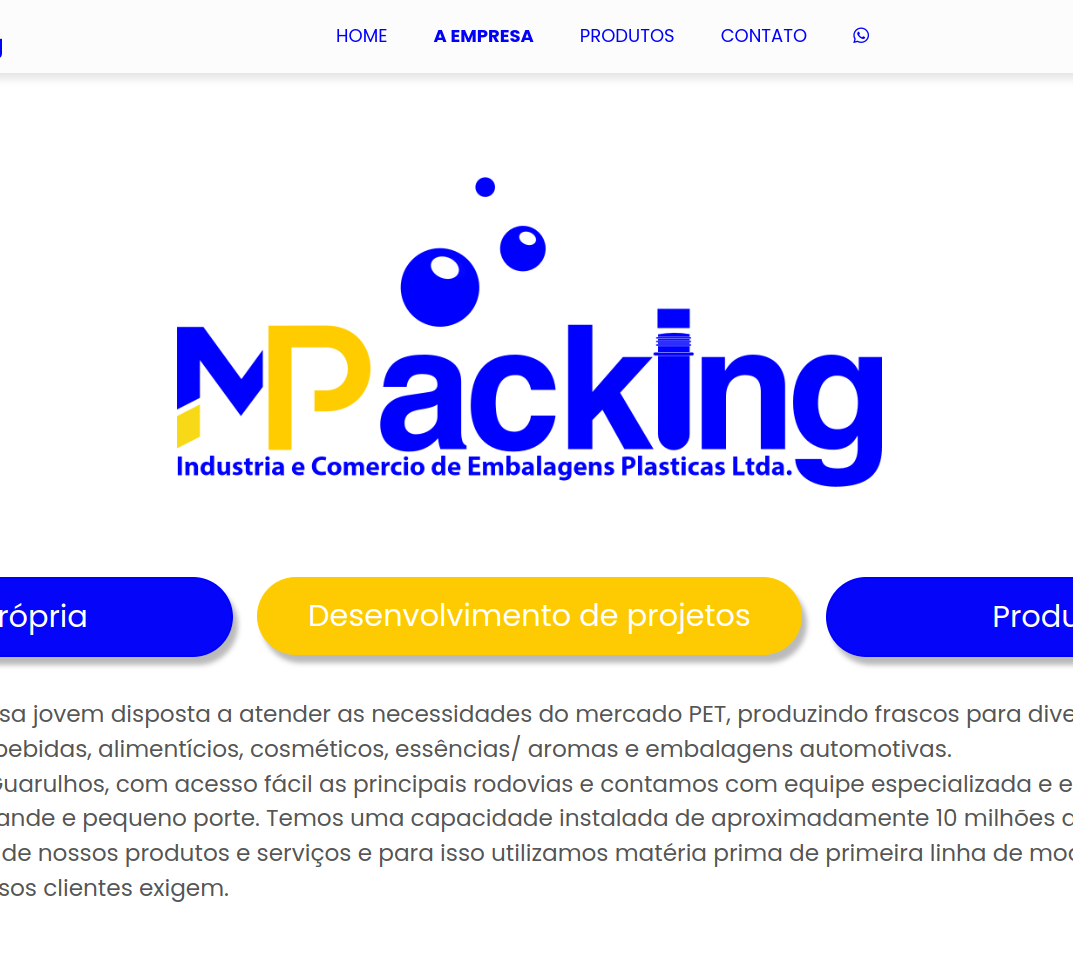 HOME A EMPRESA PRODUTOS CONTATO
MPacking
Industria e Comercio de Embalagens Plasticas Ltda.
rópria Desenvolvimento de projetos Produ
sa jovem disposta a atender as necessidades do mercado PET, produzindo frascos para dive
bebidas, alimentícios, cosméticos, essências/ aromas e embalagens automotivas.
Guarulhos, com acesso fácil as principais rodovias e contamos com equipe especializada e e
ande e pequeno porte. Temos uma capacidade instalada de aproximadamente 10 milhões d
de nossos produtos e serviços e para isso utilizamos matéria prima de primeira linha de mo
sos clientes exigem.